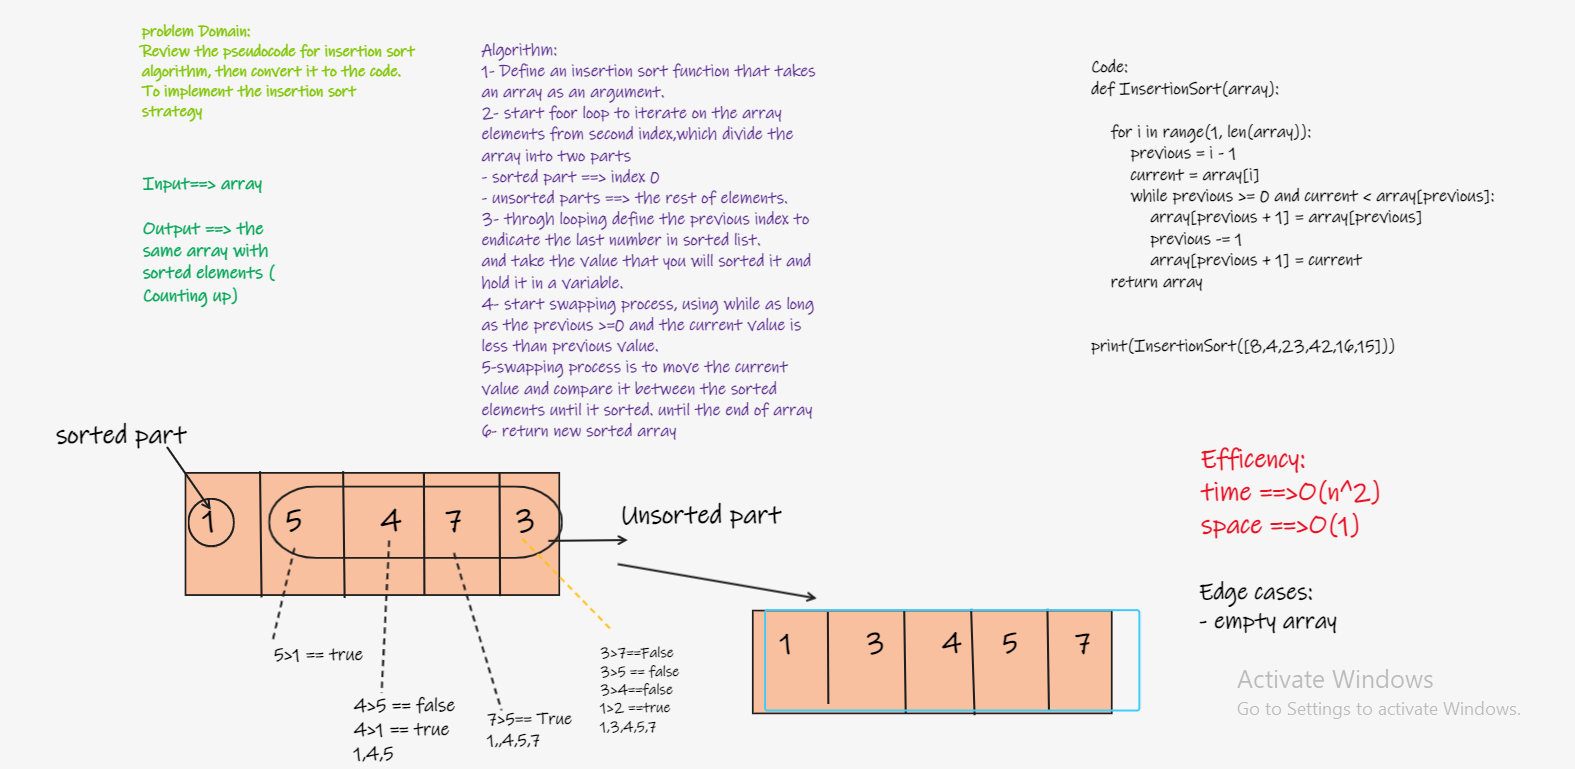 problem Domain:
Review the pseudocode for insertion sort
algorithm, then convert it to the code.
To implement the insertion sort
strategy
Input==> array
Output ==> the
same array with
sorted elements (
Counting up)
Algorithm:
1- Define an insertion sort function that takes
an array as an argument.
2- start foor loop to iterate on the array
elements from second index,which divide the
array into two parts
- sorted part ==> index 0
- unsorted parts ==> the rest of elements.
3- throgh looping define the previous index to
endicate the last number in sorted list.
and take the value that you will sorted it and
hold it in a variable.
4- start swapping process, using while as long
as the previous >=0 and the current value is
less than previous value.
5-swapping process is to move the current
value and compare it between the sorted
elements until it sorted. until the end of array
6- return new sorted array
Code:
def InsertionSort(array):
for i in range(1, len(array)):
previous = i - 1
current = array[i]
while previous >= 0 and current < array[previous]:
array[previous + 1] = array[previous]
previous -= 1
array[previous + 1] = current
return array
print(InsertionSort([8,4,23,42,16,15]))
sorted part
1 5 4 7 3
Unsorted part
5>1 == true
4>5 == false
4>1 == true
1,4,5
7>5== True
1,,4,5,7
3>7==False
3>5 == false
3>4==false
1>2 ==true
1,3,4,5,7
1 3 4 5 7
Efficency:
time ==>O(n^2)
space ==>O(1)
Edge cases:
- empty array
Activate Windows
Go to Settings to activate Windows.